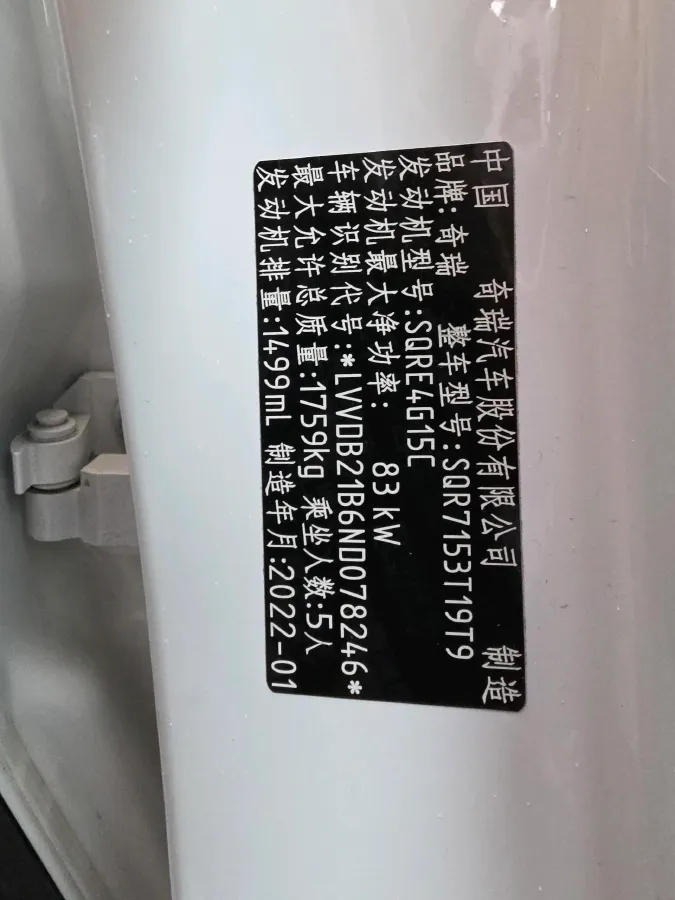 中国 奇瑞汽车股份有限公司 制造
品牌:奇瑞 整车型号:SQR7153T19T9
发动机型号:SQRE4G15C
发动机最大净功率: 83kW
车辆识别代号:*LVVDB21B6ND078246*
最大允许总质量:1759kg 乘坐人数:5人
发动机排量:1499mL 制造年月:2022-01